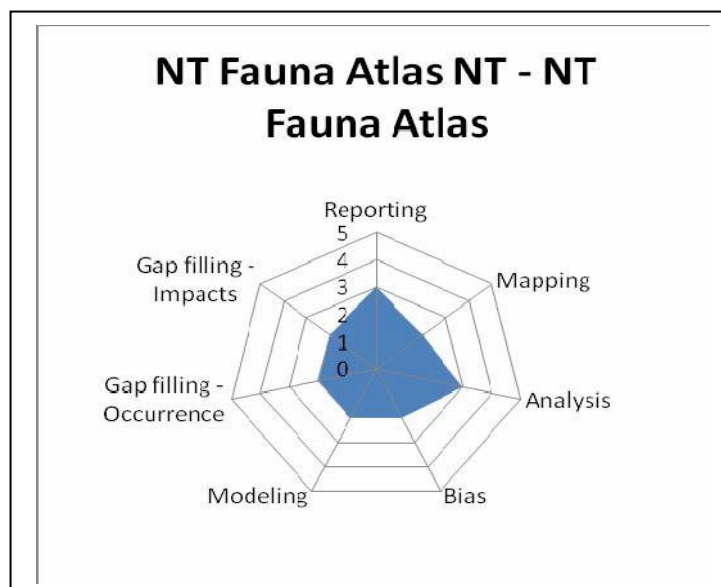 NT Fauna Atlas NT - NT
Fauna Atlas
Reporting
5
4
3
2
1
0
Mapping
Analysis
Bias
Modeling
Gap filling -
Occurrence
Gap filling -
Impacts